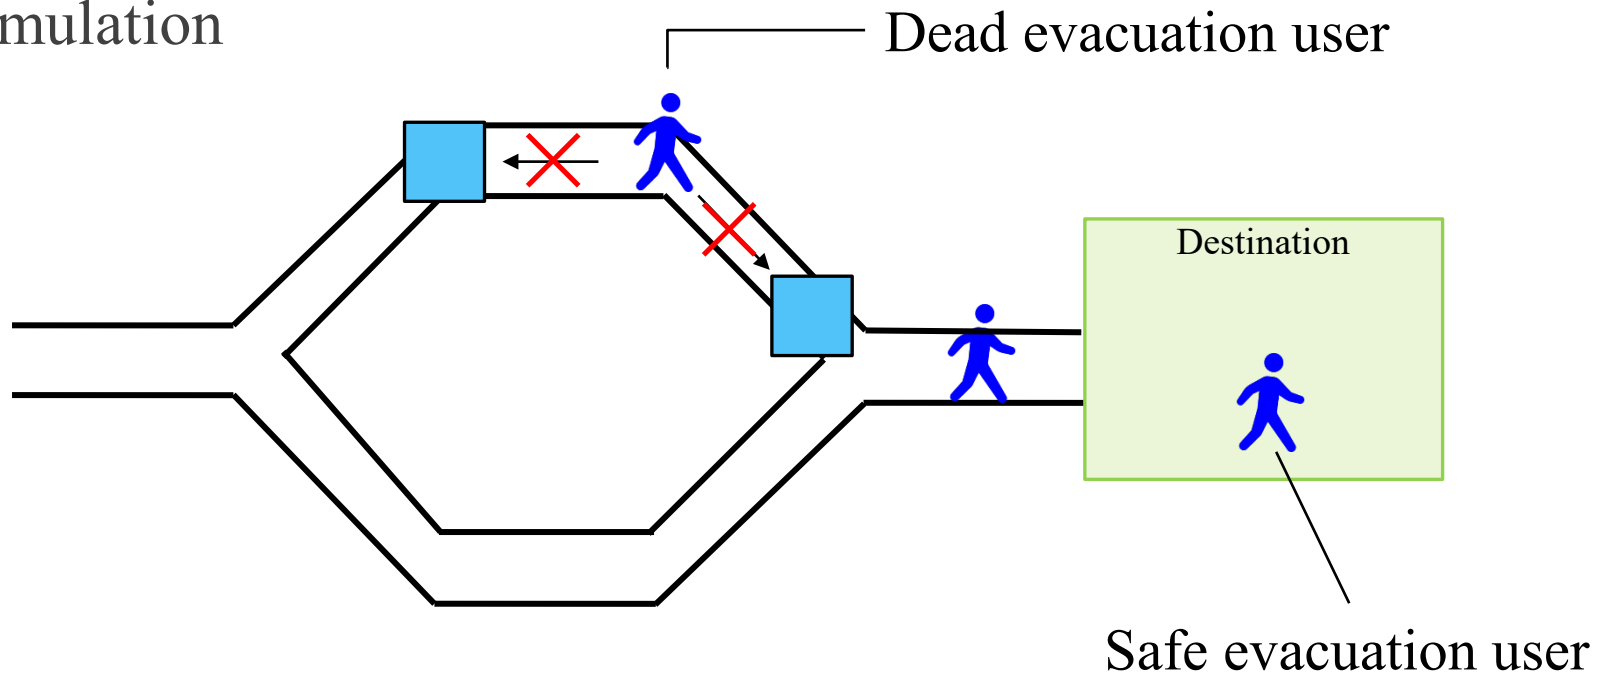 mulation
Dead evacuation user
Destination
Safe evacuation user